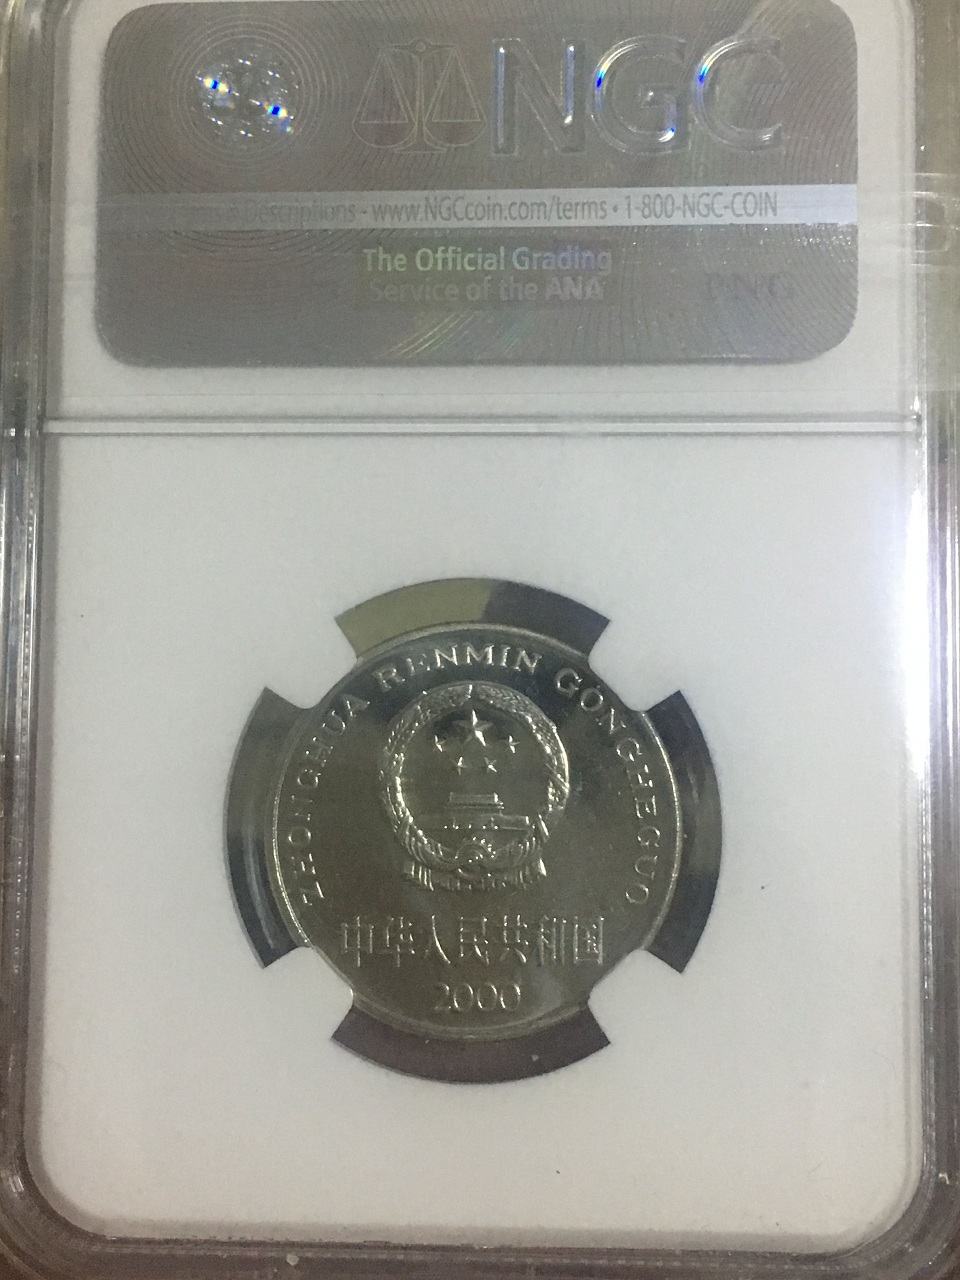 NGC
& Descriptions - www.NGCcoin.com/terms • 1-800-NGC-COIN
The Official Grading
Service of the ANA
PNG
ZHONGHUA RENMIN GONGHEGUO
中华人民共和国
2000